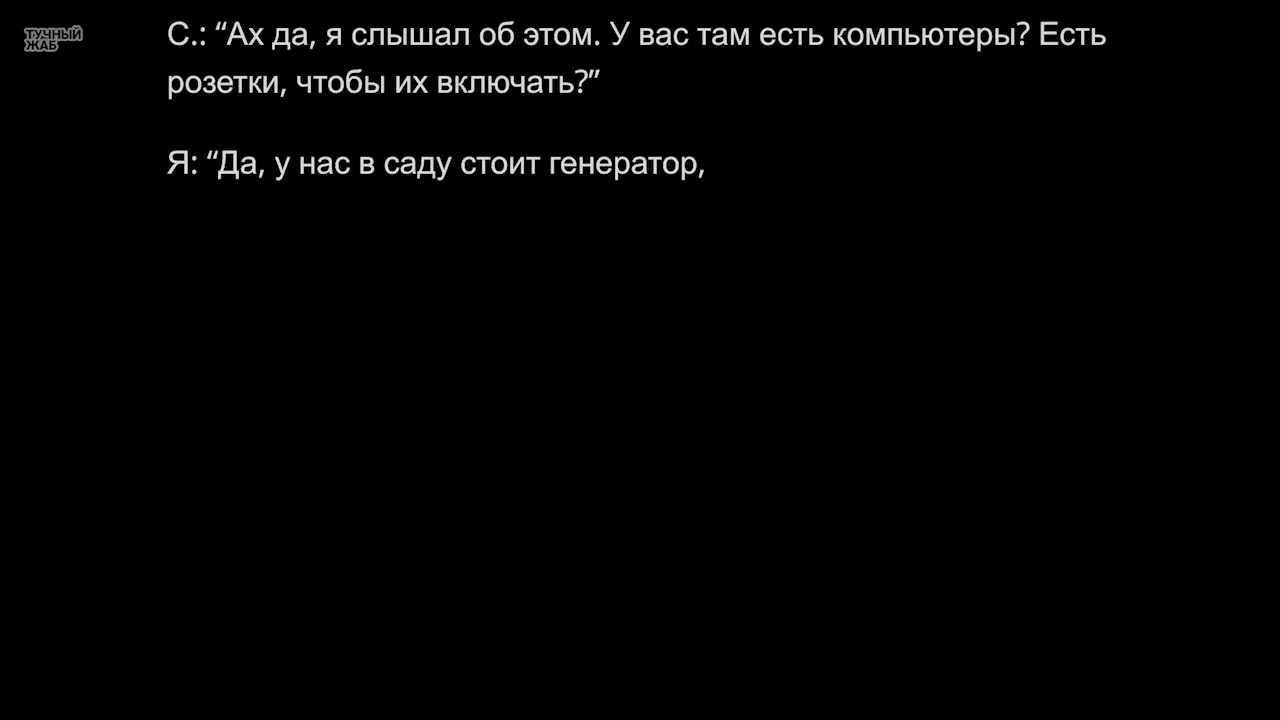 ТУЧНЫЙ
ЖАБ
С.: “Ах да, я слышал об этом. У вас там есть компьютеры? Есть
розетки, чтобы их включать?”
Я: “Да, у нас в саду стоит генератор,